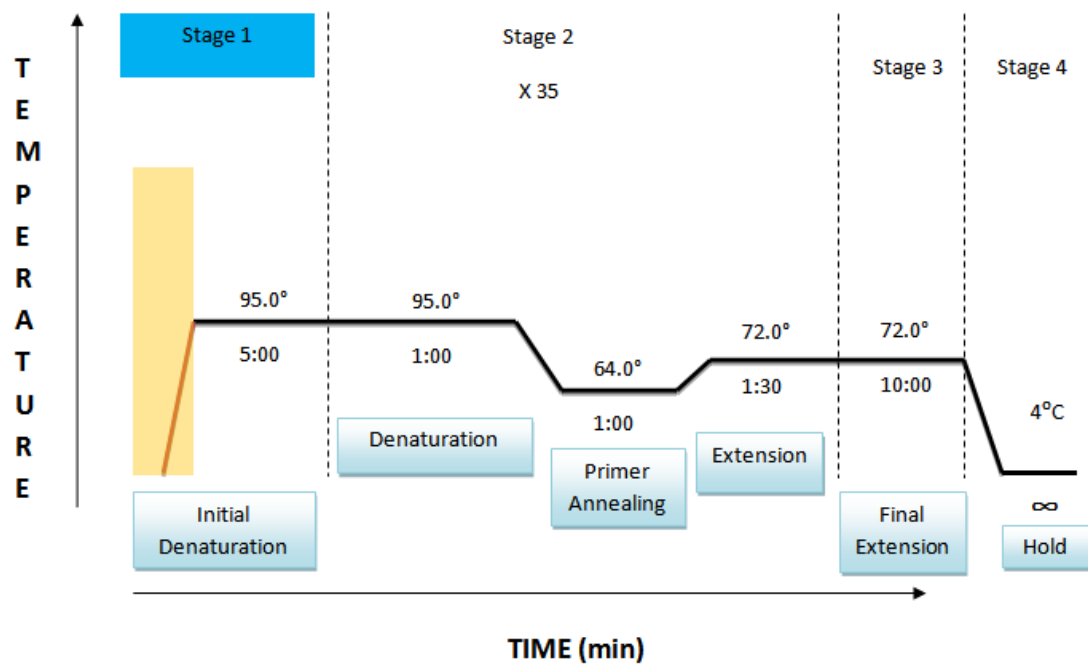 TEMPERATURE
Stage 1
Stage 2
X 35
Stage 3
Stage 4
95.0°
5:00
95.0°
1:00
64.0°
1:00
72.0°
1:30
72.0°
10:00
4°C
∞
Initial
Denaturation
Denaturation
Primer
Annealing
Extension
Final
Extension
Hold
TIME (min)